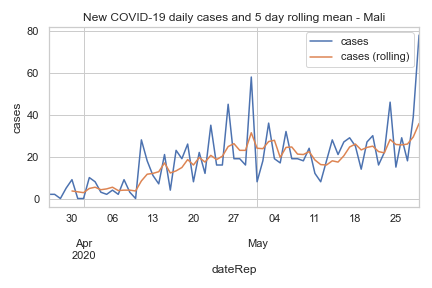 New COVID-19 daily cases and 5 day rolling mean - Mali
cases
cases (rolling)
80
60
40
20
0
cases
30 06 13 20 27 04 11 18 25
Apr May
2020
dateRep